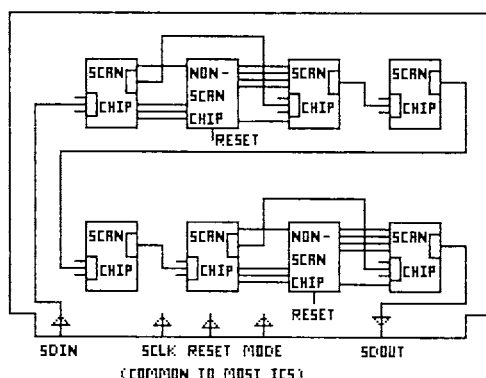 SCAN NON- SCAN SCAN
CHIP SCAN CHIP CHIP
CHIP
RESET
SCAN SCAN NON- SCAN
CHIP CHIP SCAN CHIP
CHIP
RESET
SDIN SCLK RESET MODE SDOUT
(COMMON TO MOST ICS)